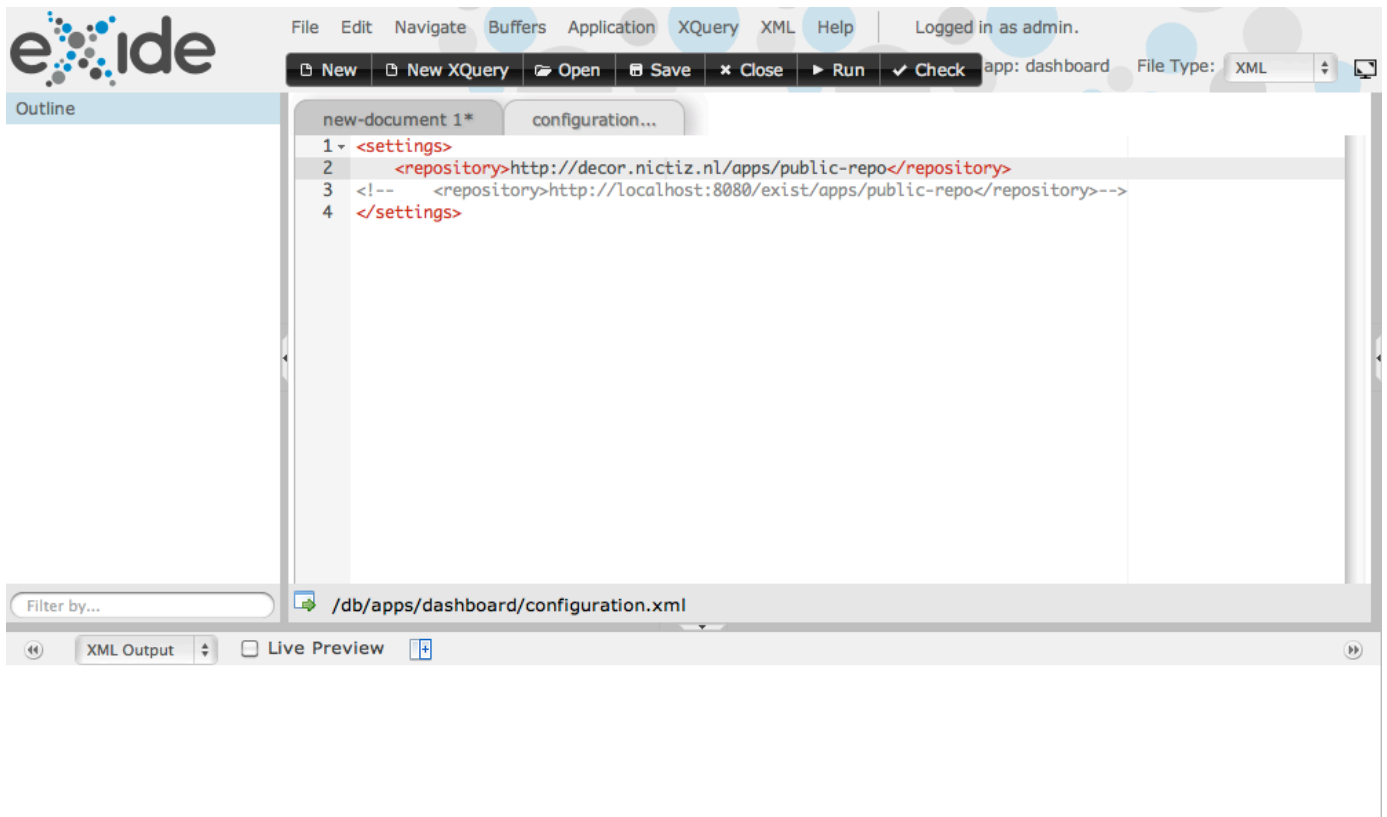 eXide
File Edit Navigate Buffers Application XQuery XML Help Logged in as admin.
New New XQuery Open Save Close Run Check app: dashboard File Type: XML
Outline
new-document 1* configuration...
1 <settings>
2 <repository>http://decor.nictiz.nl/apps/public-repo</repository>
3 <!-- <repository>http://localhost:8080/exist/apps/public-repo</repository>-->
4 </settings>
Filter by... /db/apps/dashboard/configuration.xml
XML Output Live Preview